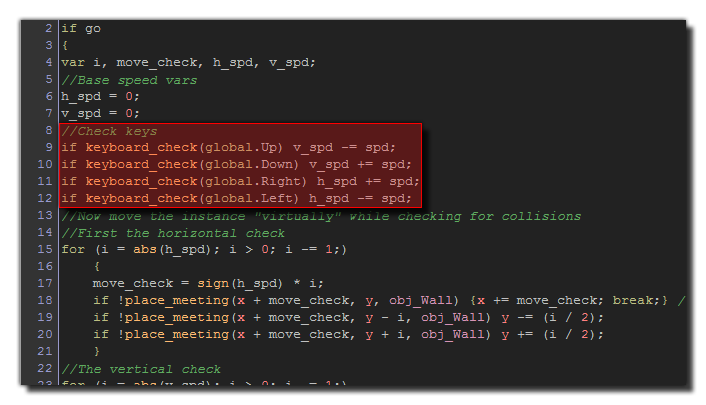 2 if go
3 {
4 var i, move_check, h_spd, v_spd;
5 //Base speed vars
6 h_spd = 0;
7 v_spd = 0;
8 //Check keys
9 if keyboard_check(global.Up) v_spd -= spd;
10 if keyboard_check(global.Down) v_spd += spd;
11 if keyboard_check(global.Right) h_spd += spd;
12 if keyboard_check(global.Left) h_spd -= spd;
13 //Now move the instance "virtually" while checking for collisions
14 //First the horizontal check
15 for (i = abs(h_spd); i > 0; i -= 1;)
16 {
17 move_check = sign(h_spd) * i;
18 if !place_meeting(x + move_check, y, obj_Wall) {x += move_check; break;} /
19 if !place_meeting(x + move_check, y - i, obj_Wall) y -= (i / 2);
20 if !place_meeting(x + move_check, y + i, obj_Wall) y += (i / 2);
21 }
22 //The vertical check
23 for (i = abs(v_spd); i > 0; i -= 1;)